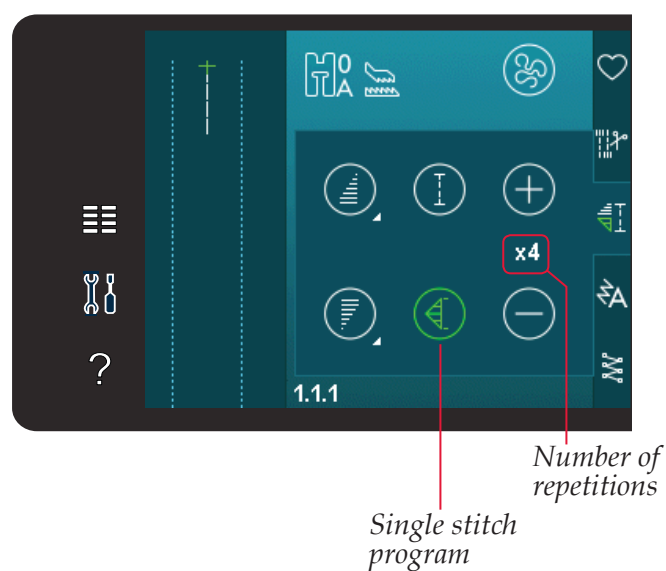 0
A
x4
A
?
1.1.1
Number of
repetitions
Single stitch
program